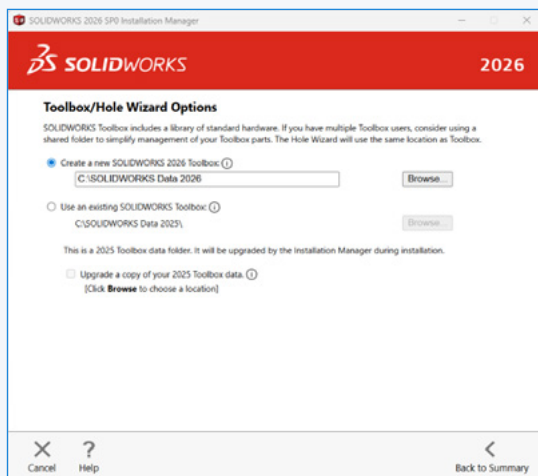 SOLIDWORKS 2026 SP0 Installation Manager
SOLIDWORKS
2026
Toolbox/Hole Wizard Options
SOLIDWORKS Toolbox includes a library of standard hardware. If you have multiple Toolbox users, consider using a
shared folder to simplify management of your Toolbox parts. The Hole Wizard will use the same location as Toolbox.
Create a new SOLIDWORKS 2026 Toolbox:
C:\SOLIDWORKS Data 2026
Browse...
Use an existing SOLIDWORKS Toolbox:
C:\SOLIDWORKS Data 2025\
Browse...
This is a 2025 Toolbox data folder. It will be upgraded by the Installation Manager during installation.
Upgrade a copy of your 2025 Toolbox data.
[Click Browse to choose a location]
Cancel
Help
Back to Summary